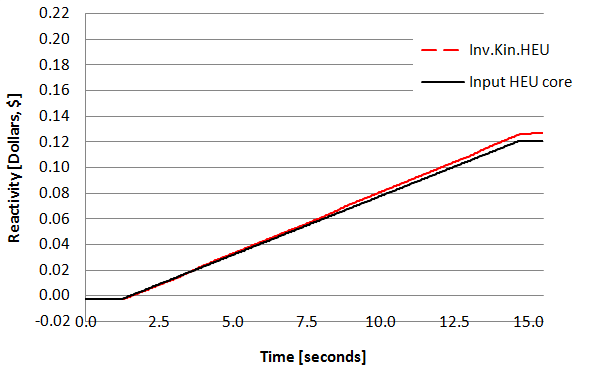 0.22
0.20
0.18
0.16
0.14
0.12
0.10
0.08
0.06
0.04
0.02
0.00
-0.02
Reactivity [Dollars, $]
Inv.Kin.HEU
Input HEU core
0.0 2.5 5.0 7.5 10.0 12.5 15.0
Time [seconds]